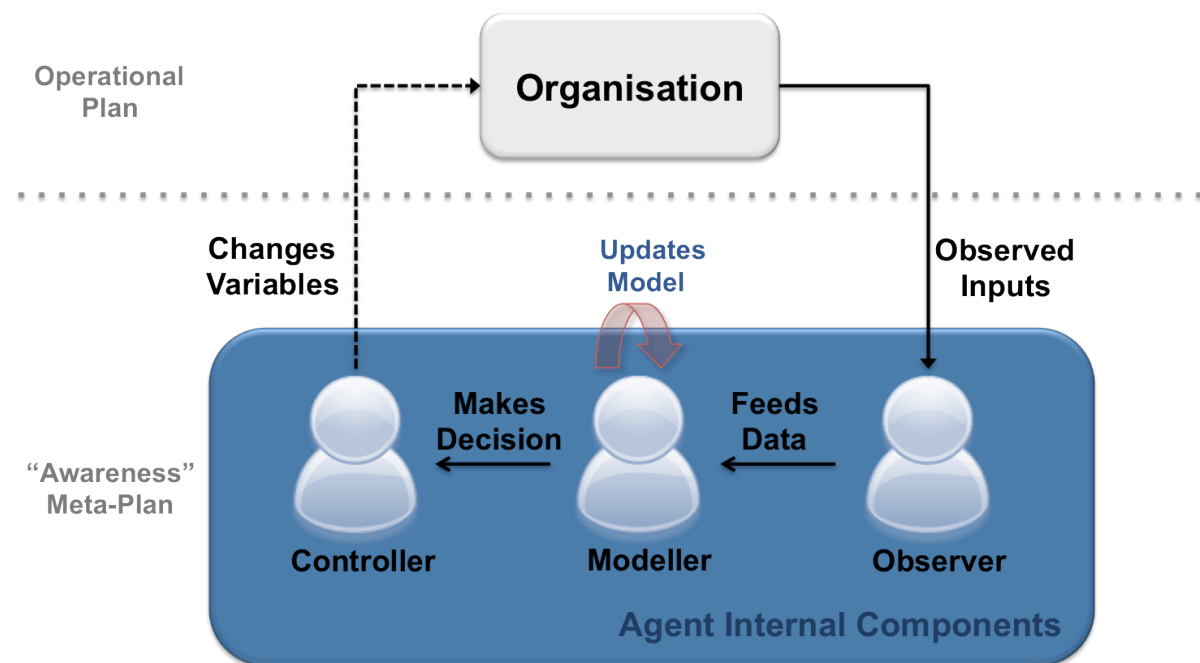 Operational
Plan
Organisation
Changes
Variables
Updates
Model
Observed
Inputs
Makes
Decision
Feeds
Data
“Awareness”
Meta-Plan
Controller
Modeller
Observer
Agent Internal Components